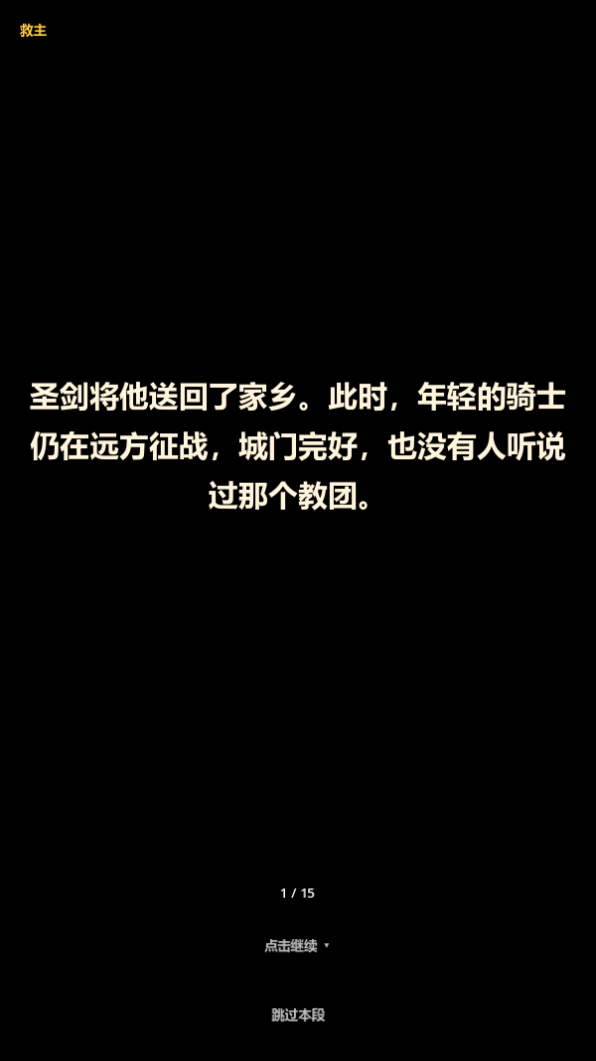 救主
圣剑将他送回了家乡。此时，年轻的骑士
仍在远方征战，城门完好，也没有人听说
过那个教团。
1 / 15
点击继续 ▾
跳过本段